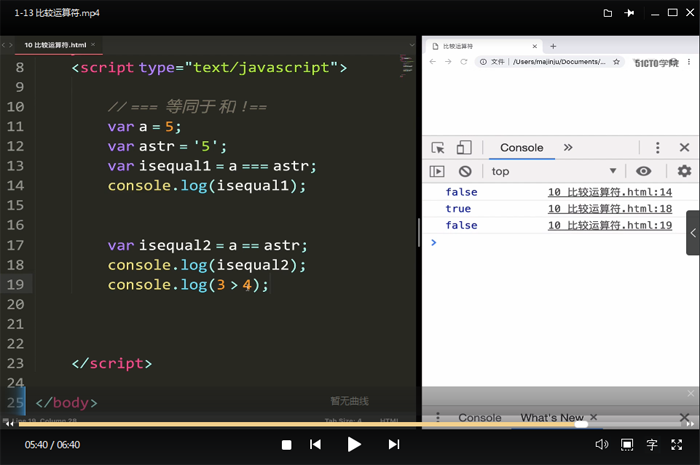 1-13 比较运算符.mp4
10 比较运算符.html ×
8 <script type="text/javascript">
9
10 // === 等同于 和 !==
11 var a = 5;
12 var astr = '5';
13 var isequal1 = a === astr;
14 console.log(isequal1);
15
16
17 var isequal2 = a == astr;
18 console.log(isequal2);
19 console.log(3 > 4);
20
21
22
23 </script>
24
25 </body>
暂无曲线
Line 19, Column 29
Tab Size: 4
HTML
比较运算符
文件 | /Users/majinju/Documents/...
51CTO学院
Console
top
false 10 比较运算符.html:14
true 10 比较运算符.html:18
false 10 比较运算符.html:19
Console What's New
05:40 / 06:40
字